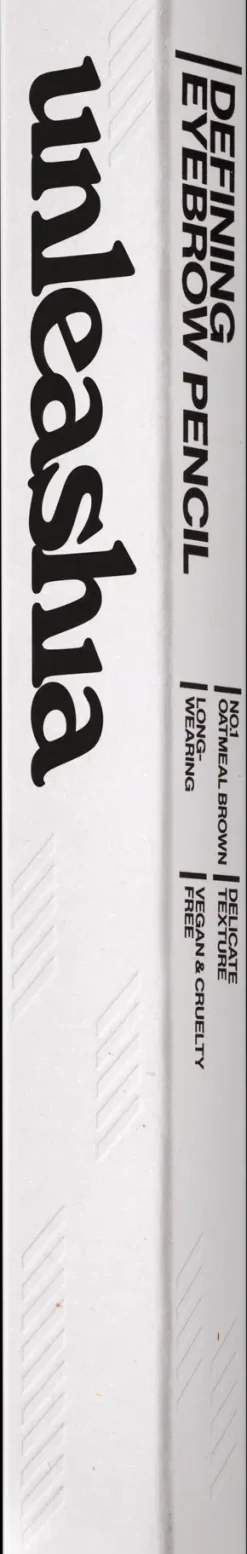 unleashia
DEFINING
EYEBROW PENCIL
NO.1
OATMEAL BROWN
LONG-
WEARING
DELICATE
TEXTURE
VEGAN & CRUELTY
FREE